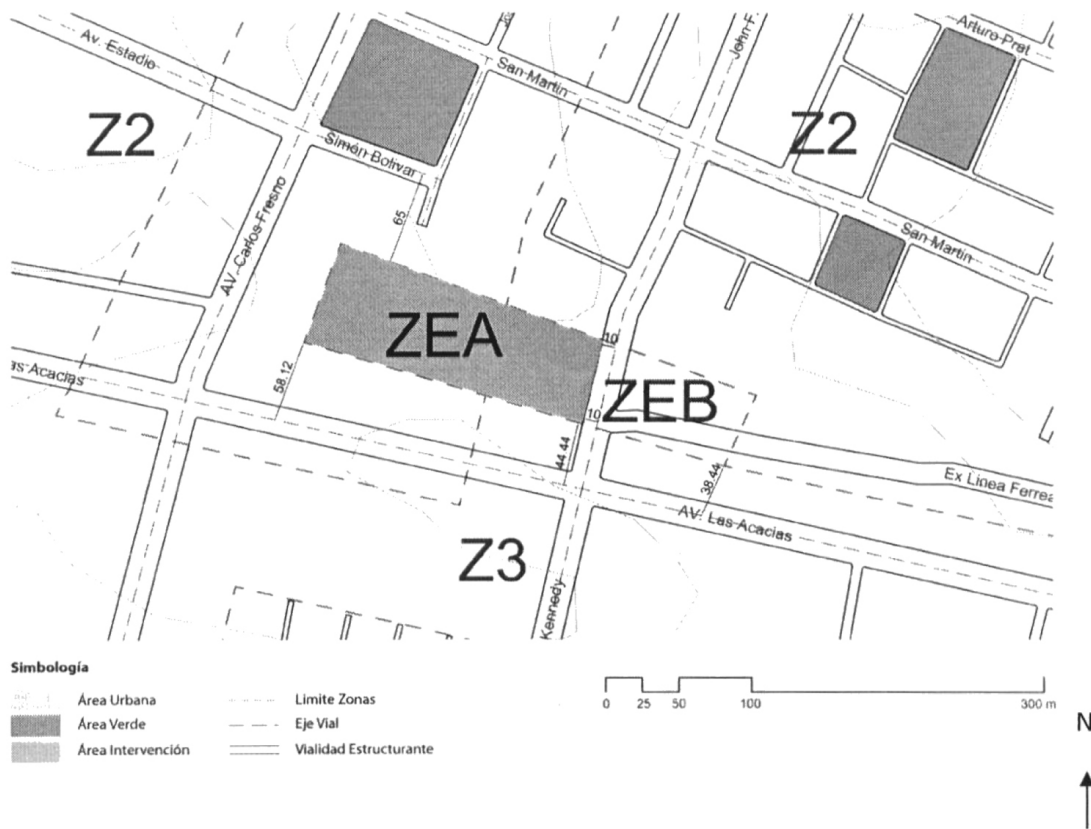 Av. Estadio
San Martin
John F
Arturo Prat
Z2
Z2
Simón Bolivar
65
AV. Carlos Fresno
San Martin
ZEA
10
58.12
as Acacias
ZEB
10
44.44
38.44
Ex Linea Ferrea
AV. Las Acacias
Z3
Kennedy
Simbología
Área Urbana
Limite Zonas
0 25 50 100 300 m
Área Verde
Eje Vial
N
Área Intervención
Vialidad Estructurante